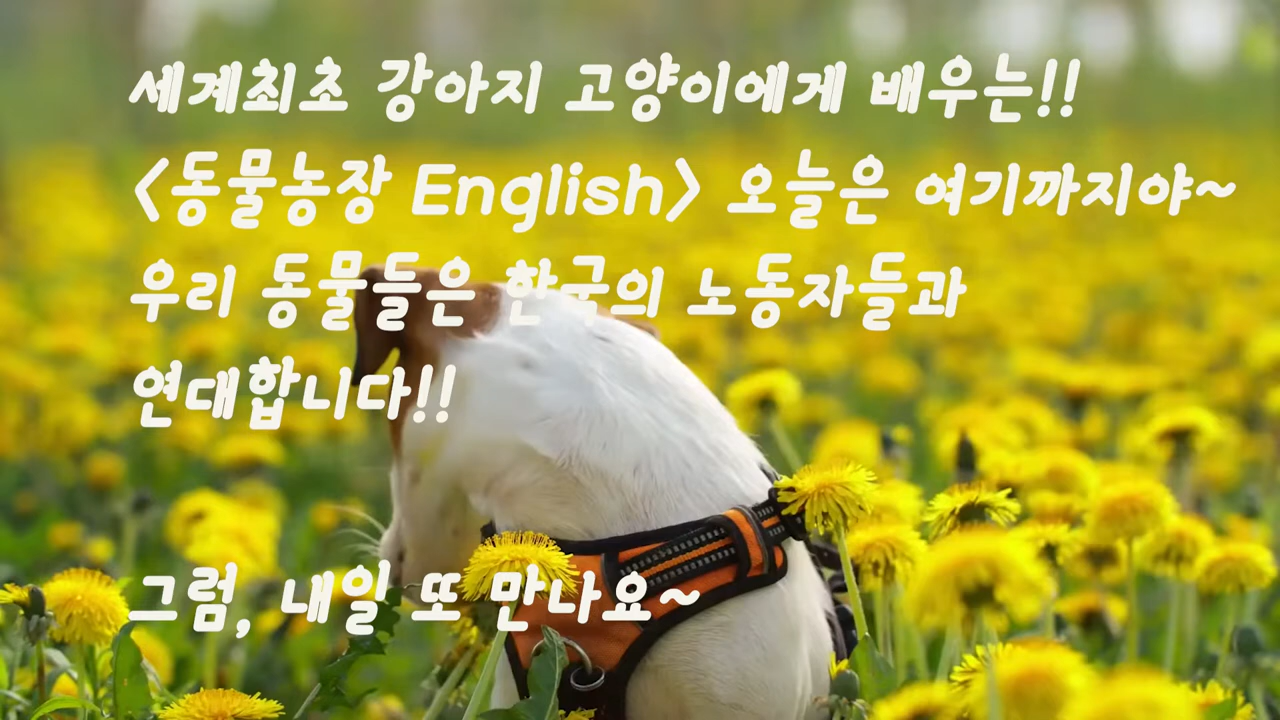 세계최초 강아지 고양이에게 배우는!!
<동물농장 English> 오늘은 여기까지야~
우리 동물들은 한국의 노동자들과
연대합니다!!
그럼, 내일 또 만나요~